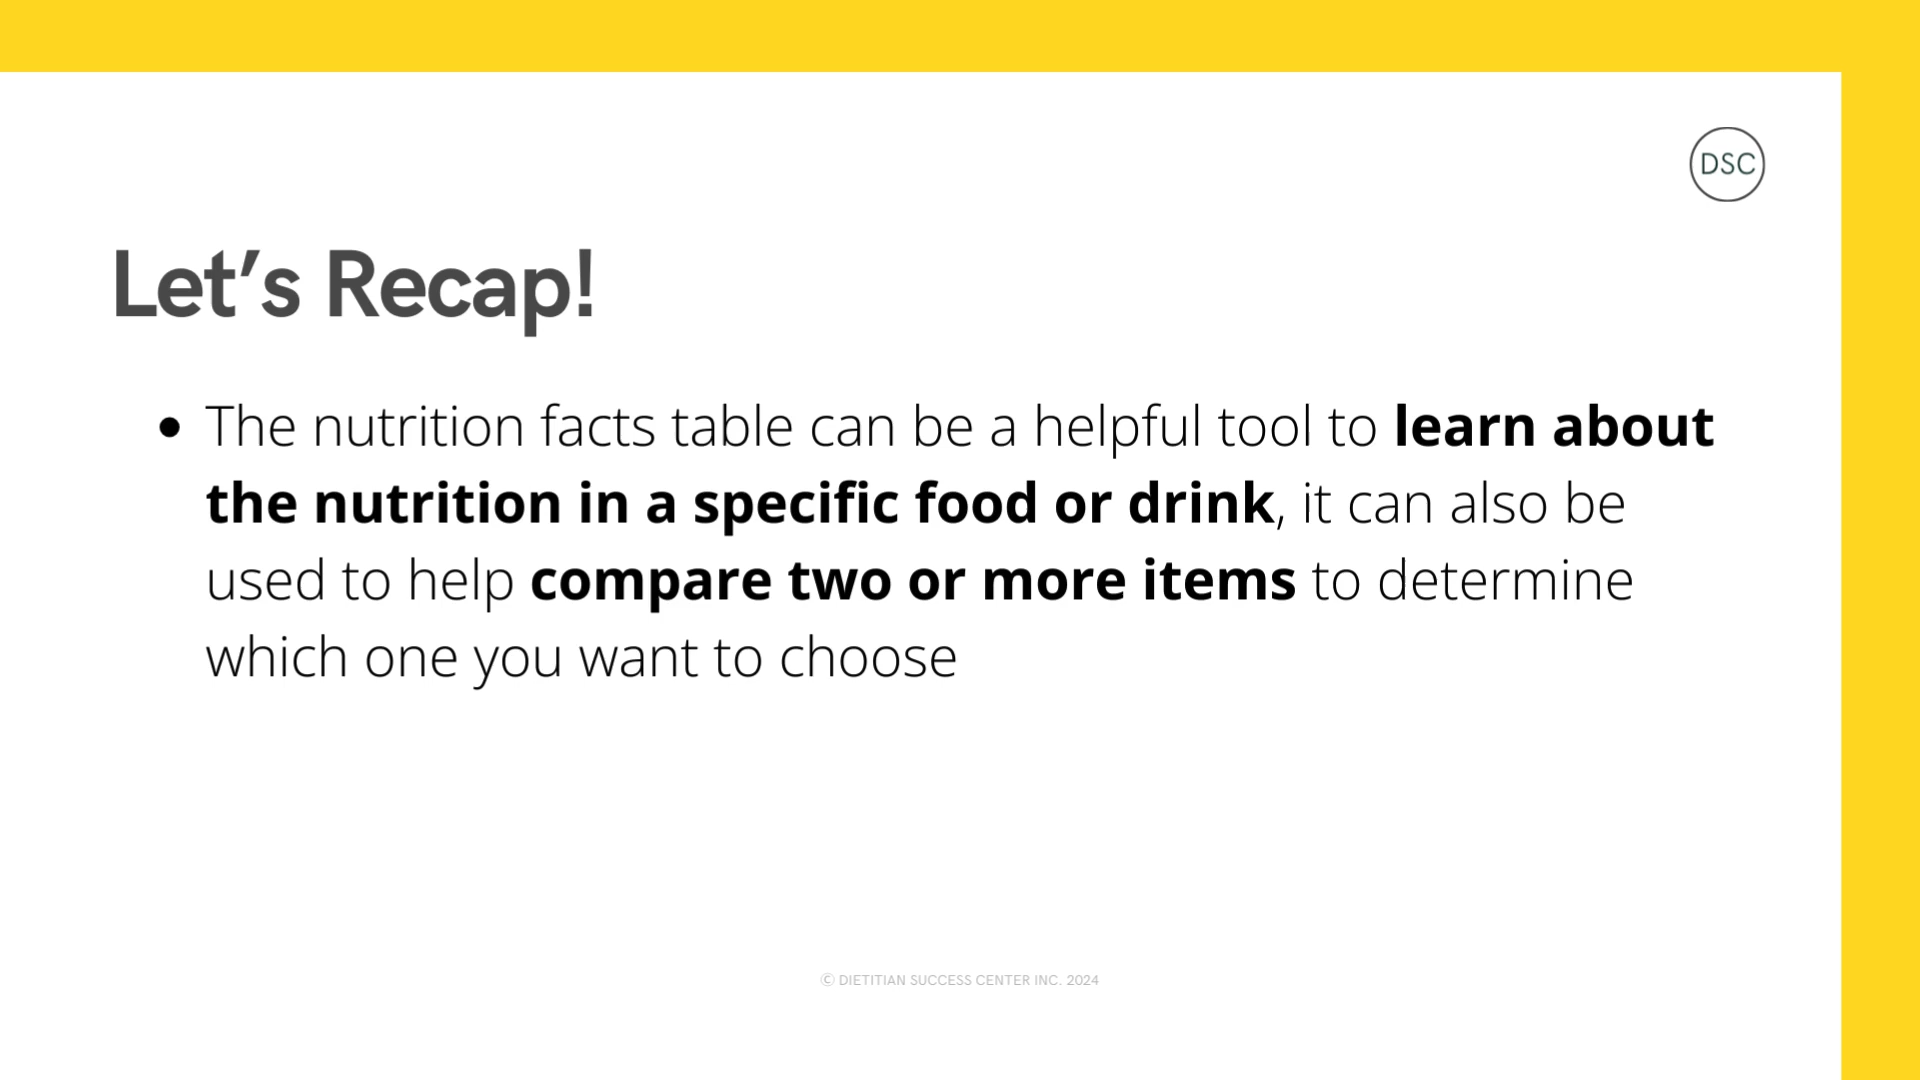 DSC
Let’s Recap!
• The nutrition facts table can be a helpful tool to learn about
the nutrition in a specific food or drink, it can also be
used to help compare two or more items to determine
which one you want to choose
© DIETITIAN SUCCESS CENTER INC. 2024